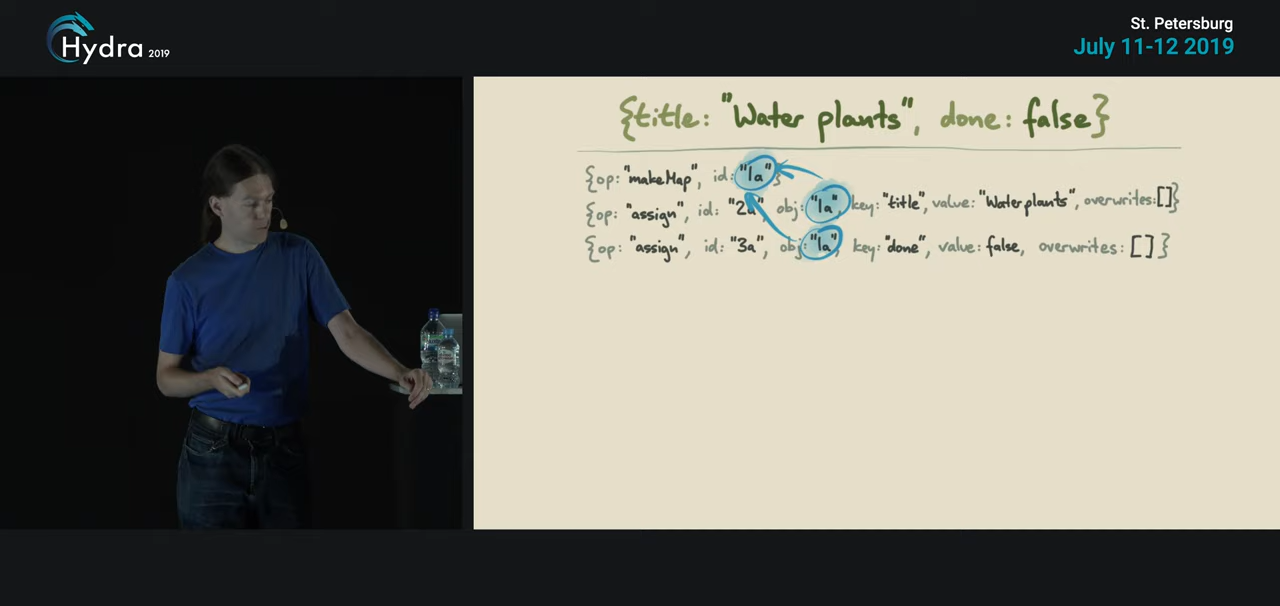 Hydra 2019
St. Petersburg
July 11-12 2019
{title: "Water plants", done: false}
{op: "makeMap", id: "1a"}
{op: "assign", id: "2a", obj: "1a", key: "title", value: "Water plants", overwrites: []}
{op: "assign", id: "3a", obj: "1a", key: "done", value: false, overwrites: []}